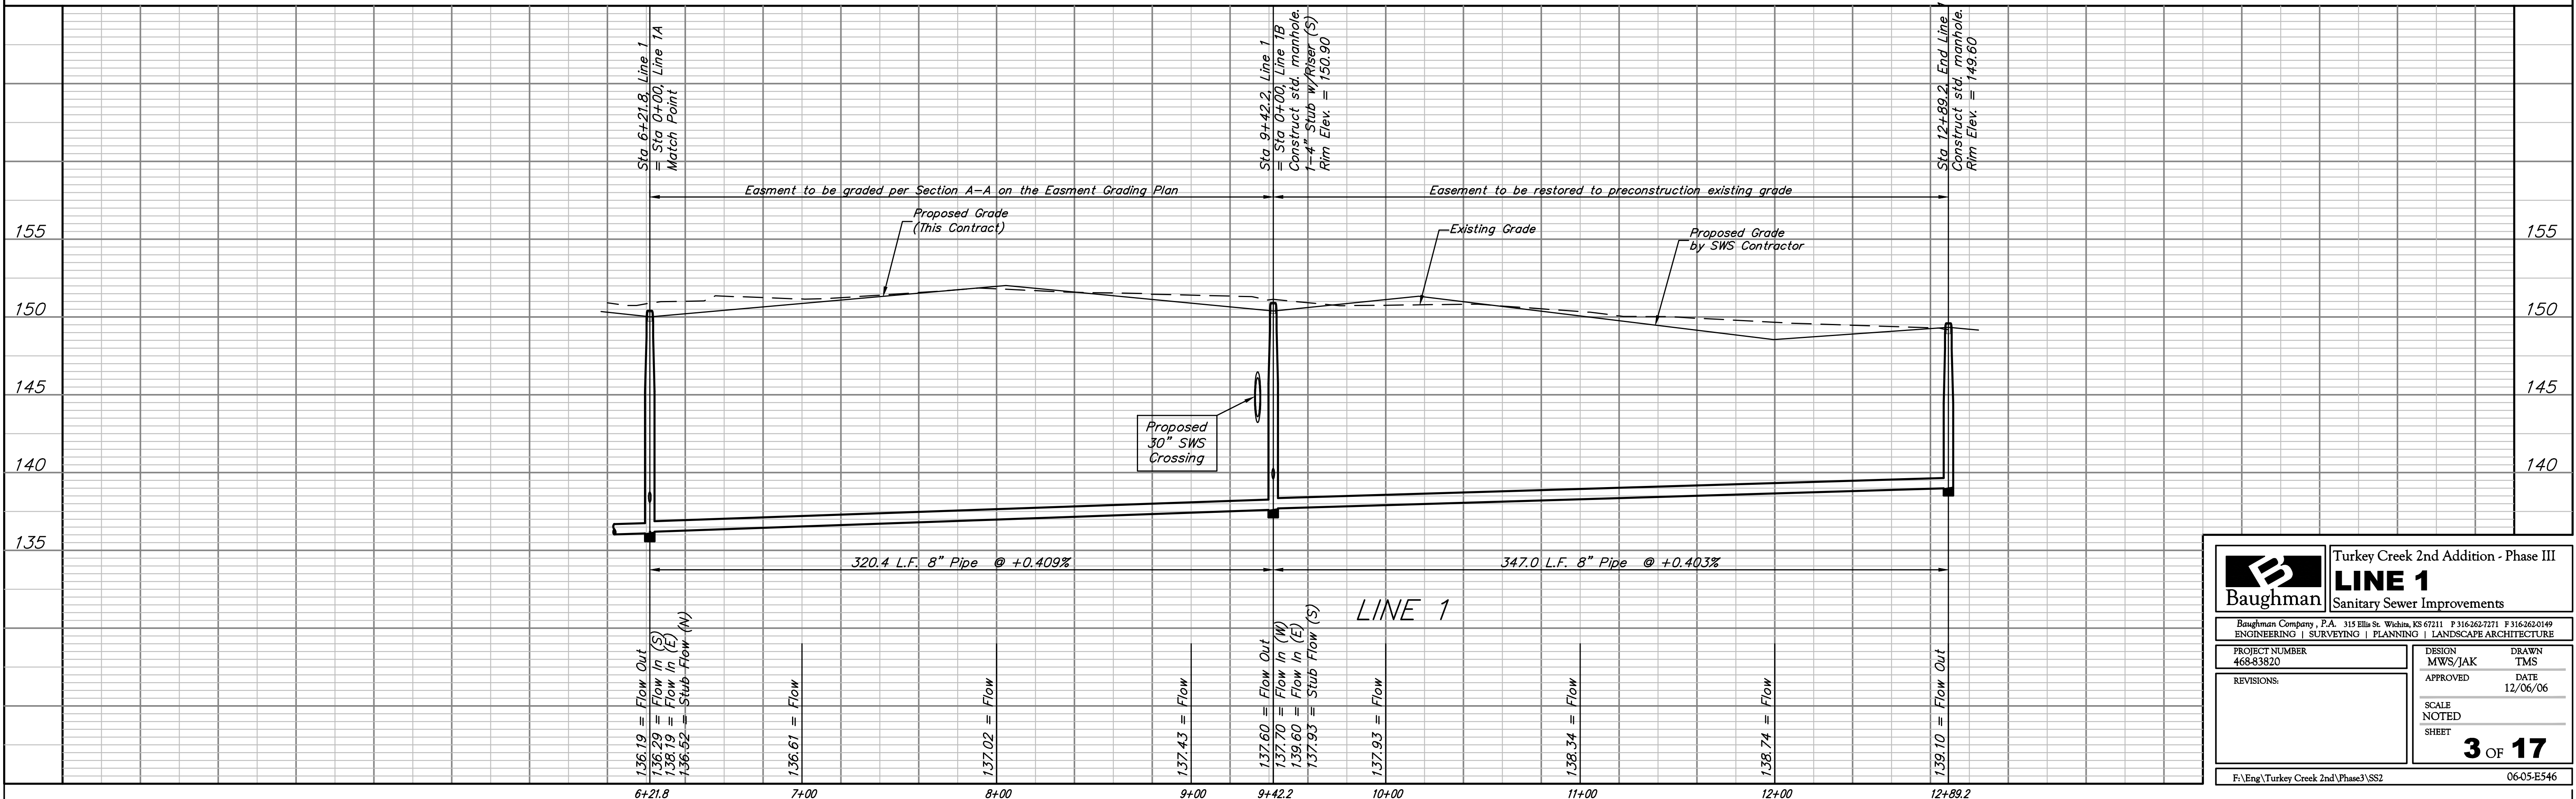 Sta 6+21.8, Line 1
= Sta 0+00, Line 1A
Match Point
Sta 9+42.2, Line 1
= Sta 0+00, Line 1B
Construct std. manhole.
1-4" Stub w/Riser (S)
Rim Elev. = 150.90
Sta 12+89.2, End Line 1
Construct std. manhole.
Rim Elev. = 149.60
Easment to be graded per Section A-A on the Easment Grading Plan
Easement to be restored to preconstruction existing grade
Proposed Grade
(This Contract)
Existing Grade
Proposed Grade
by SWS Contractor
155
155
150
150
145
145
140
140
135
Proposed
30" SWS
Crossing
320.4 L.F. 8" Pipe @ +0.409%
347.0 L.F. 8" Pipe @ +0.403%
LINE 1
136.19 = Flow Out
136.29 = Flow In (S)
138.19 = Flow In (E)
136.52 = Stub Flow (N)
136.61 = Flow
137.02 = Flow
137.43 = Flow
137.60 = Flow Out
137.70 = Flow In (W)
139.60 = Flow In (E)
137.93 = Stub Flow (S)
137.93 = Flow
138.34 = Flow
138.74 = Flow
139.10 = Flow Out
6+21.8
7+00
8+00
9+00
9+42.2
10+00
11+00
12+00
12+89.2
B
Baughman
Turkey Creek 2nd Addition - Phase III
LINE 1
Sanitary Sewer Improvements
Baughman Company, P.A. 315 Ellis St. Wichita, KS 67211 P 316-262-7271 F 316-262-0149
ENGINEERING | SURVEYING | PLANNING | LANDSCAPE ARCHITECTURE
PROJECT NUMBER
468-83820
REVISIONS:
DESIGN
MWS/JAK
DRAWN
TMS
APPROVED
DATE
12/06/06
SCALE
NOTED
SHEET
3 OF 17
F:\Eng\Turkey Creek 2nd\Phase3\SS2
06-05-E546